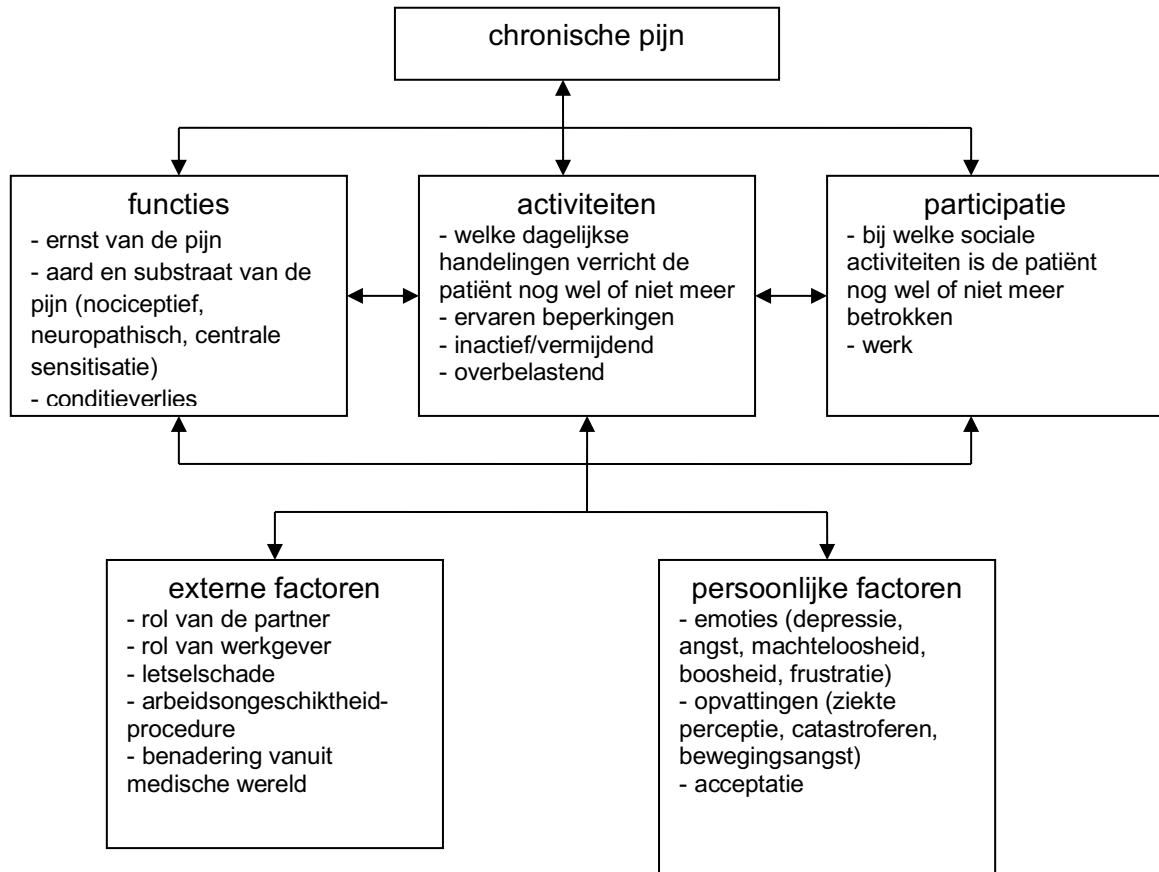 chronische pijn
functies
- ernst van de pijn
- aard en substraat van de
pijn (nociceptief,
neuropathisch, centrale
sensitisatie)
- conditieverlies
activiteiten
- welke dagelijkse
handelingen verricht de
patiënt nog wel of niet meer
- ervaren beperkingen
- inactief/vermijdend
- overbelastend
participatie
- bij welke sociale
activiteiten is de patiënt
nog wel of niet meer
betrokken
- werk
externe factoren
- rol van de partner
- rol van werkgever
- letselschade
- arbeidsongeschiktheid-
procedure
- benadering vanuit
medische wereld
persoonlijke factoren
- emoties (depressie,
angst, machteloosheid,
boosheid, frustratie)
- opvattingen (ziekte
perceptie, catastroferen,
bewegingsangst)
- acceptatie